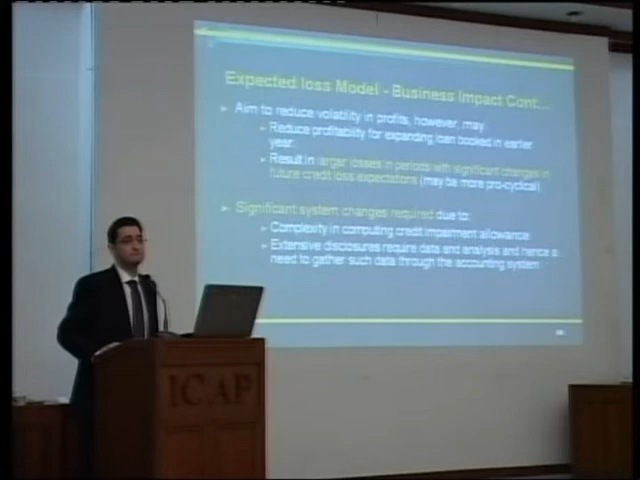 Expected loss Model - Business Impact Cont...
Aim to reduce volatility in profits, however, may
Reduce profitability for expanding loan booked in earlier
year.
Result in larger losses in periods with significant changes in
future credit loss expectations (may be more pro-cyclical)
Significant system changes required due to:
Complexity in computing credit impairment allowance
Extensive disclosures require data and analysis and hence a
need to gather such data through the accounting system
ICAP